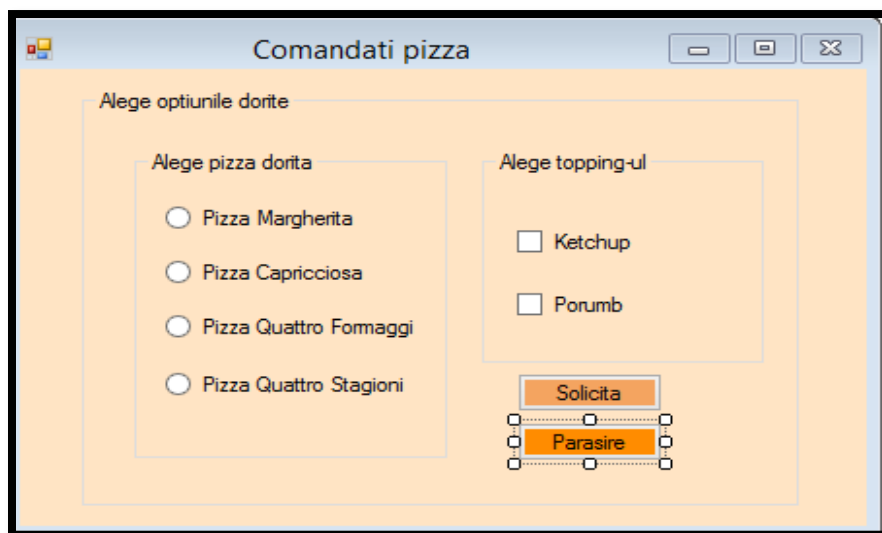 Comandati pizza
Alege optiunile dorite
Alege pizza dorita
Pizza Margherita
Pizza Capricciosa
Pizza Quattro Formaggi
Pizza Quattro Stagioni
Alege topping-ul
Ketchup
Porumb
Solicita
Parasire